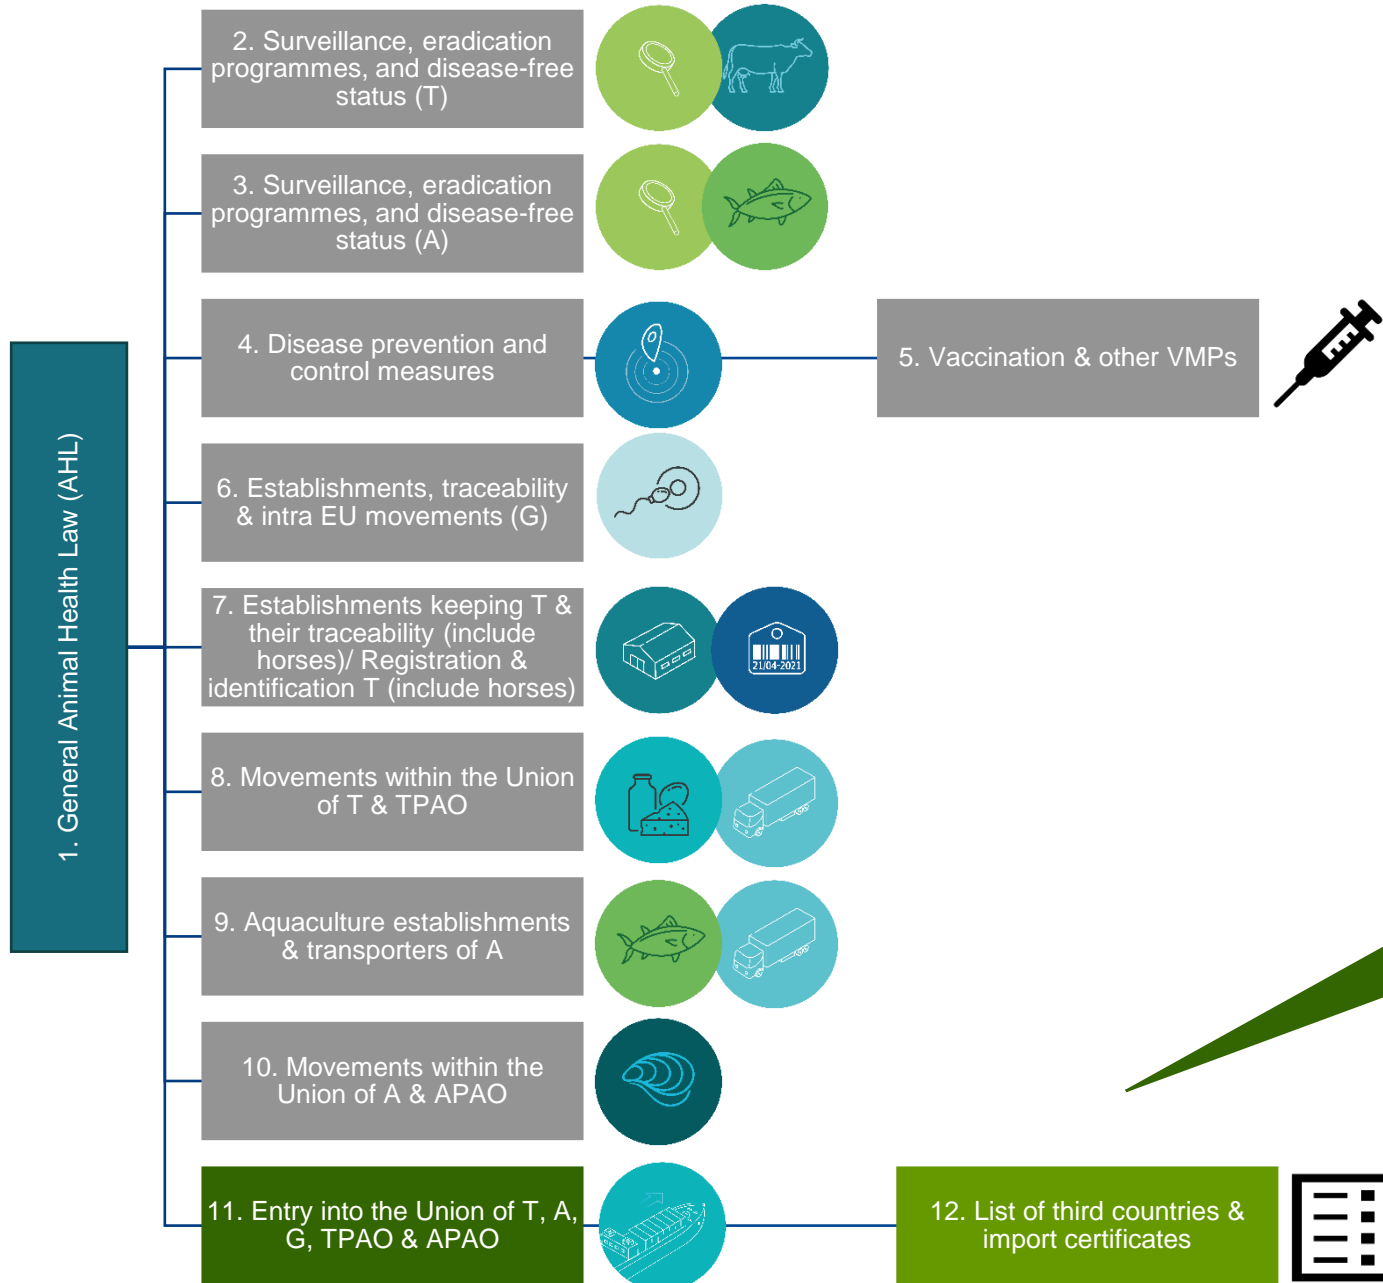 1. General Animal Health Law (AHL)
2. Surveillance, eradication
programmes, and disease-free
status (T)
3. Surveillance, eradication
programmes, and disease-free
status (A)
4. Disease prevention and
control measures
5. Vaccination & other VMPs
6. Establishments, traceability
& intra EU movements (G)
7. Establishments keeping T &
their traceability (include
horses)/ Registration &
identification T (include horses)
21/04-2021
8. Movements within the Union
of T & TPAO
9. Aquaculture establishments
& transporters of A
10. Movements within the
Union of A & APAO
11. Entry into the Union of T, A,
G, TPAO & APAO
12. List of third countries &
import certificates